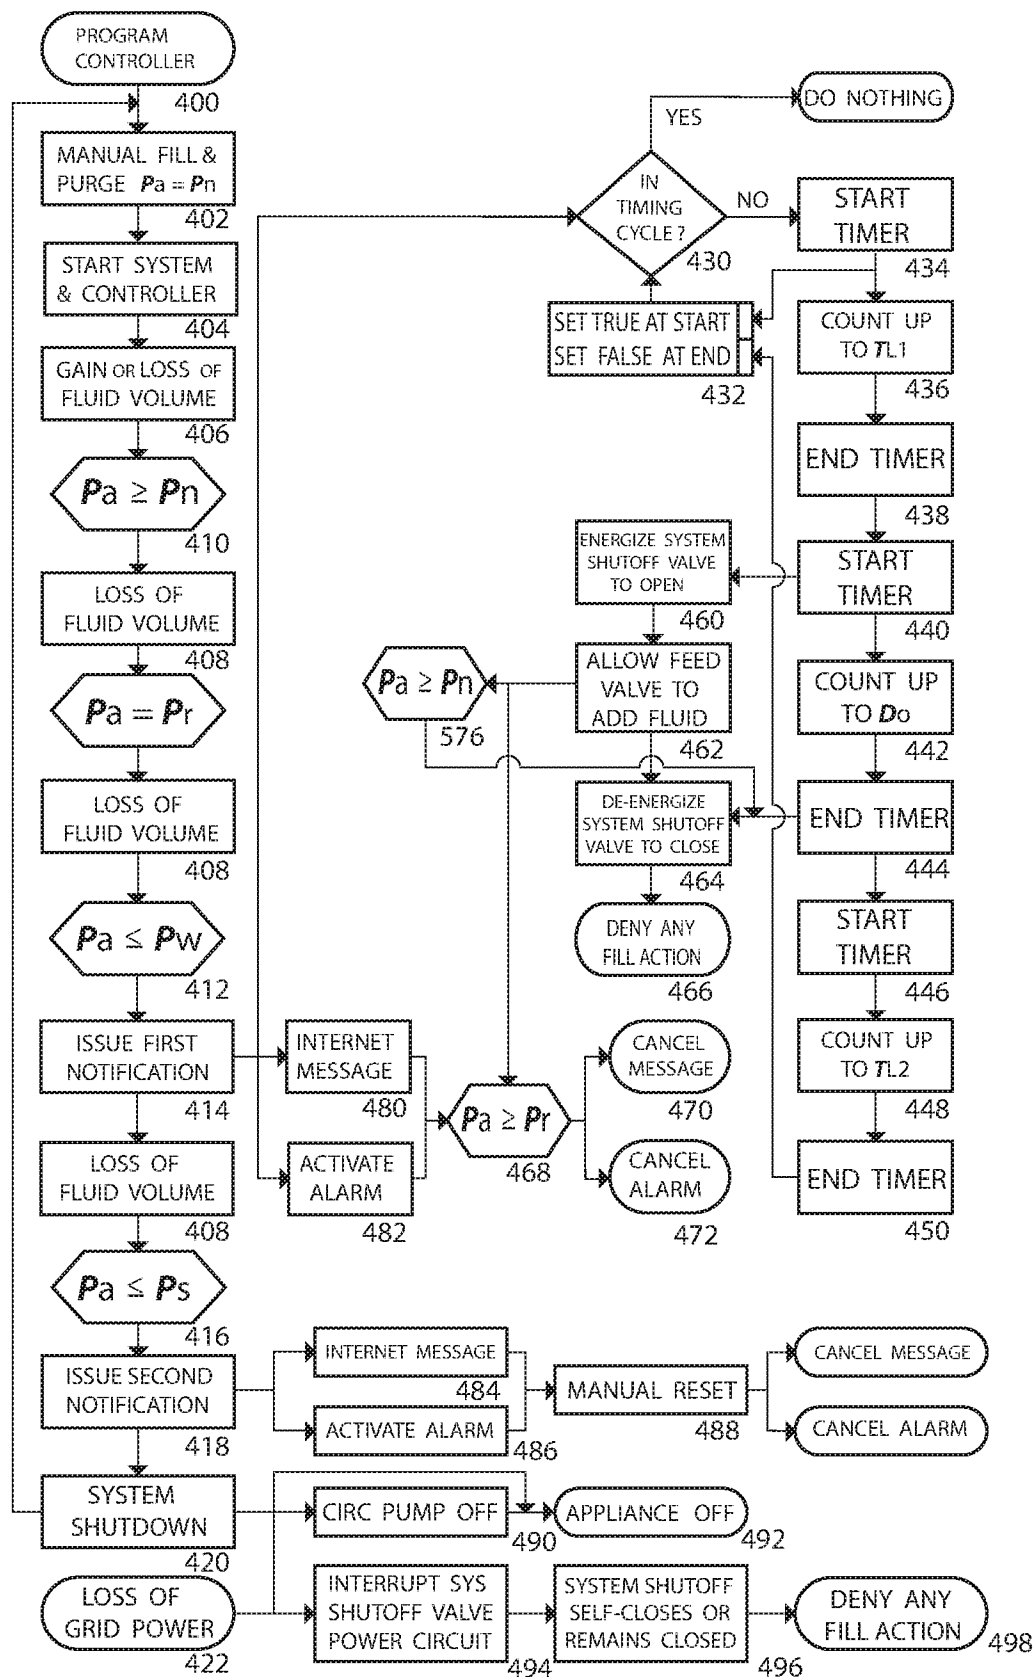 PROGRAM
CONTROLLER
400
MANUAL FILL &
PURGE Pa = Pn
402
START SYSTEM
& CONTROLLER
404
GAIN OR LOSS OF
FLUID VOLUME
406
Pa ≥ Pn
410
LOSS OF
FLUID VOLUME
408
Pa = Pr
LOSS OF
FLUID VOLUME
408
Pa ≤ Pw
412
ISSUE FIRST
NOTIFICATION
414
LOSS OF
FLUID VOLUME
408
Pa ≤ Ps
416
ISSUE SECOND
NOTIFICATION
418
SYSTEM
SHUTDOWN
420
LOSS OF
GRID POWER
422
DO NOTHING
YES
IN
TIMING
CYCLE ?
430
NO
START
TIMER
434
SET TRUE AT START
SET FALSE AT END
432
COUNT UP
TO TL1
436
END TIMER
438
START
TIMER
440
ENERGIZE SYSTEM
SHUTOFF VALVE
TO OPEN
460
ALLOW FEED
VALVE TO
ADD FLUID
462
Pa ≥ Pn
576
COUNT UP
TO Do
442
DE-ENERGIZE
SYSTEM SHUTOFF
VALVE TO CLOSE
464
END TIMER
444
DENY ANY
FILL ACTION
466
START
TIMER
446
COUNT UP
TO TL2
448
END TIMER
450
INTERNET
MESSAGE
480
ACTIVATE
ALARM
482
Pa ≥ Pr
468
CANCEL
MESSAGE
470
CANCEL
ALARM
472
INTERNET MESSAGE
484
ACTIVATE ALARM
486
MANUAL RESET
488
CANCEL MESSAGE
CANCEL ALARM
CIRC PUMP OFF
490
APPLIANCE OFF
492
INTERRUPT SYS
SHUTOFF VALVE
POWER CIRCUIT
494
SYSTEM SHUTOFF
SELF-CLOSES OR
REMAINS CLOSED
496
DENY ANY
FILL ACTION
498